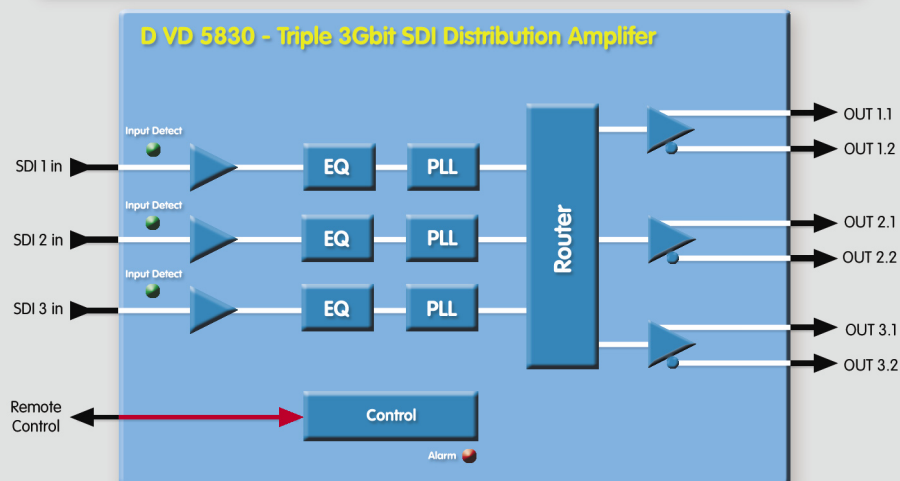 D VD 5830 - Triple 3Gbit SDI Distribution Amplifer
Input Detect
SDI 1 in
EQ
PLL
Input Detect
SDI 2 in
EQ
PLL
Input Detect
SDI 3 in
EQ
PLL
Router
OUT 1.1
OUT 1.2
OUT 2.1
OUT 2.2
OUT 3.1
OUT 3.2
Remote
Control
Control
Alarm